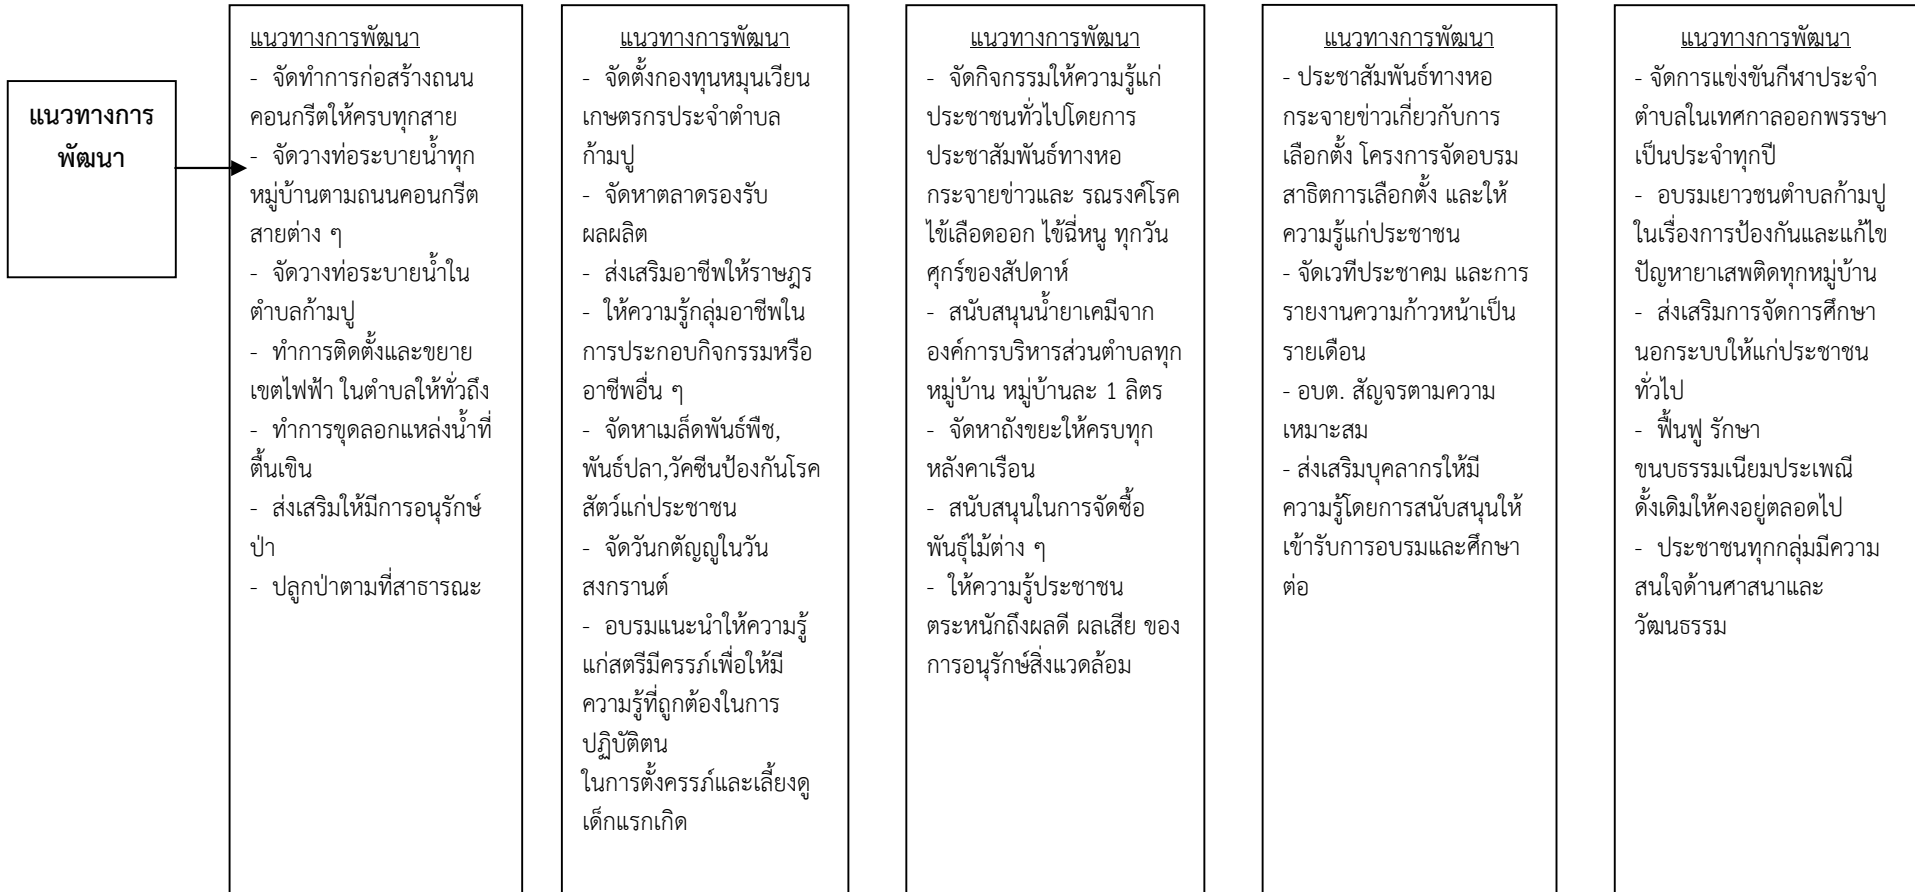 แนวทางการ
พัฒนา
แนวทางการพัฒนา
- จัดทำการก่อสร้างถนน
คอนกรีตให้ครบทุกสาย
- จัดวางท่อระบายน้ำทุก
หมู่บ้านตามถนนคอนกรีต
สายต่าง ๆ
- จัดวางท่อระบายน้ำใน
ตำบลก้ามปู
- ทำการติดตั้งและขยาย
เขตไฟฟ้า ในตำบลให้ทั่วถึง
- ทำการขุดลอกแหล่งน้ำที่
ตื้นเขิน
- ส่งเสริมให้มีการอนุรักษ์
ป่า
- ปลูกป่าตามที่สาธารณะ
แนวทางการพัฒนา
- จัดตั้งกองทุนหมุนเวียน
เกษตรกรประจำตำบล
ก้ามปู
- จัดหาตลาดรองรับ
ผลผลิต
- ส่งเสริมอาชีพให้ราษฎร
- ให้ความรู้กลุ่มอาชีพใน
การประกอบกิจกรรมหรือ
อาชีพอื่น ๆ
- จัดหาเมล็ดพันธ์พืช,
พันธ์ปลา,วัคซีนป้องกันโรค
สัตว์แก่ประชาชน
- จัดวันกตัญญูในวัน
สงกรานต์
- อบรมแนะนำให้ความรู้
แก่สตรีมีครรภ์เพื่อให้มี
ความรู้ที่ถูกต้องในการ
ปฏิบัติตน
ในการตั้งครรภ์และเลี้ยงดู
เด็กแรกเกิด
แนวทางการพัฒนา
- จัดกิจกรรมให้ความรู้แก่
ประชาชนทั่วไปโดยการ
ประชาสัมพันธ์ทางหอ
กระจายข่าวและ รณรงค์โรค
ไข้เลือดออก ไข้ฉี่หนู ทุกวัน
ศุกร์ของสัปดาห์
- สนับสนุนน้ำยาเคมีจาก
องค์การบริหารส่วนตำบลทุก
หมู่บ้าน หมู่บ้านละ 1 ลิตร
- จัดหาถังขยะให้ครบทุก
หลังคาเรือน
- สนับสนุนในการจัดซื้อ
พันธุ์ไม้ต่าง ๆ
- ให้ความรู้ประชาชน
ตระหนักถึงผลดี ผลเสีย ของ
การอนุรักษ์สิ่งแวดล้อม
แนวทางการพัฒนา
- ประชาสัมพันธ์ทางหอ
กระจายข่าวเกี่ยวกับการ
เลือกตั้ง โครงการจัดอบรม
สาธิตการเลือกตั้ง และให้
ความรู้แก่ประชาชน
- จัดเวทีประชาคม และการ
รายงานความก้าวหน้าเป็น
รายเดือน
- อบต. สัญจรตามความ
เหมาะสม
- ส่งเสริมบุคลากรให้มี
ความรู้โดยการสนับสนุนให้
เข้ารับการอบรมและศึกษา
ต่อ
แนวทางการพัฒนา
- จัดการแข่งขันกีฬาประจำ
ตำบลในเทศกาลออกพรรษา
เป็นประจำทุกปี
- อบรมเยาวชนตำบลก้ามปู
ในเรื่องการป้องกันและแก้ไข
ปัญหายาเสพติดทุกหมู่บ้าน
- ส่งเสริมการจัดการศึกษา
นอกระบบให้แก่ประชาชน
ทั่วไป
- ฟื้นฟู รักษา
ขนบธรรมเนียมประเพณี
ดั้งเดิมให้คงอยู่ตลอดไป
- ประชาชนทุกกลุ่มมีความ
สนใจด้านศาสนาและ
วัฒนธรรม